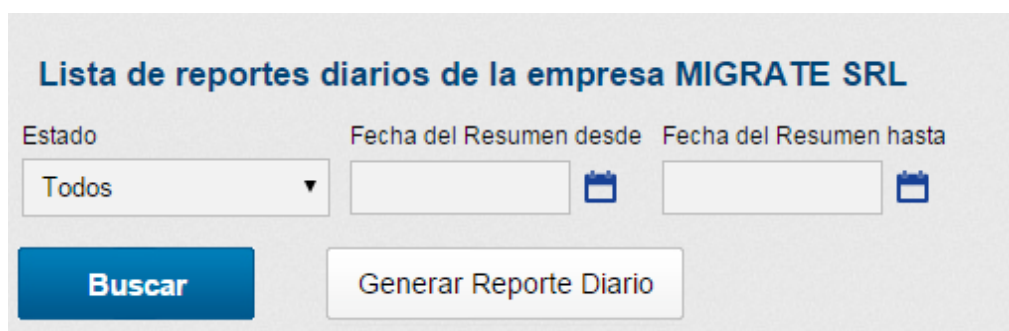 Lista de reportes diarios de la empresa MIGRATE SRL
Estado Fecha del Resumen desde Fecha del Resumen hasta
Todos
Buscar Generar Reporte Diario